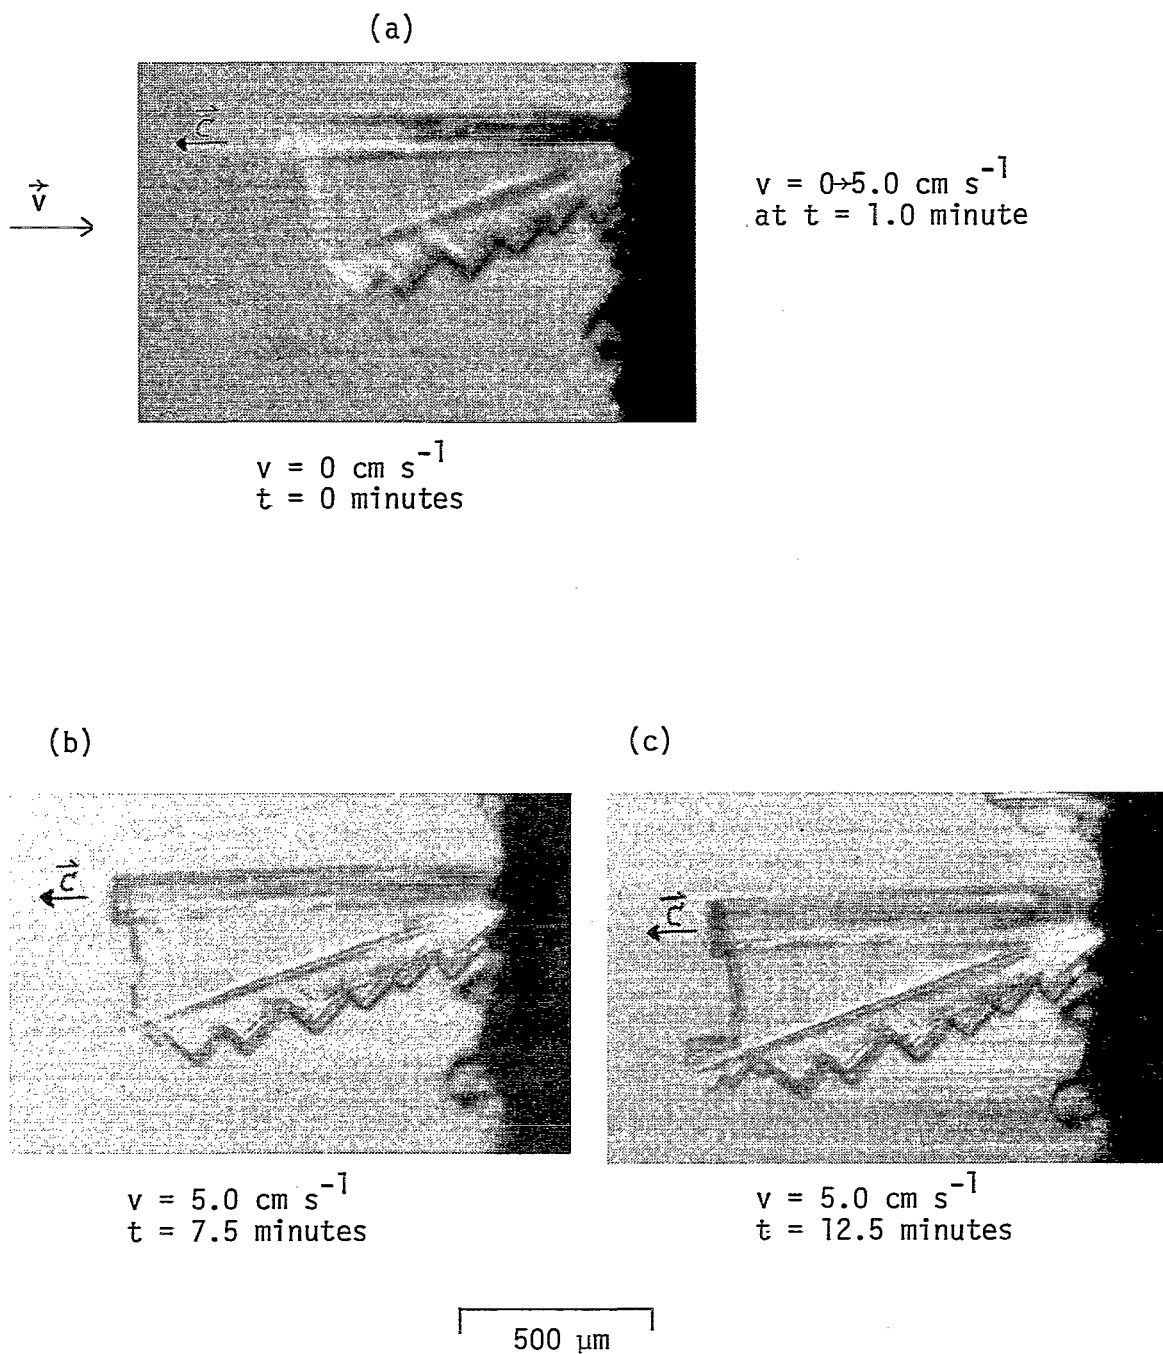 (a)
c
v
v = 0→5.0 cm s⁻¹
at t = 1.0 minute
v = 0 cm s⁻¹
t = 0 minutes
(b)
(c)
c
c
v = 5.0 cm s⁻¹
t = 7.5 minutes
v = 5.0 cm s⁻¹
t = 12.5 minutes
500 μm